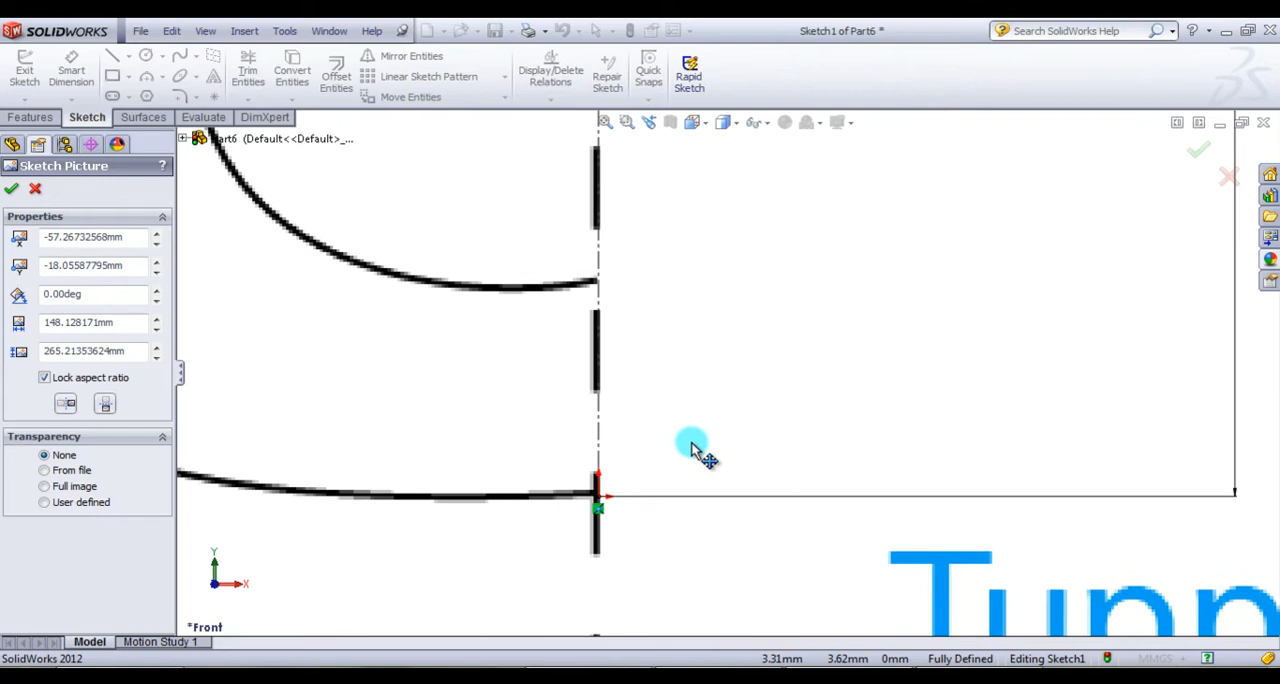 SOLIDWORKS File Edit View Insert Tools Window Help Sketch1 of Part6 * Search SolidWorks Help
Exit Sketch Smart Dimension Trim Entities Convert Entities Offset Entities Mirror Entities Linear Sketch Pattern Move Entities Display/Delete Relations Repair Sketch Quick Snaps Rapid Sketch
Features Sketch Surfaces Evaluate DimXpert
Part6 (Default<<Default>_...
Sketch Picture ?
Properties
-57.26732568mm
-18.05587795mm
0.00deg
148.128171mm
265.21353624mm
Lock aspect ratio
Transparency
None
From file
Full image
User defined
Y
X
*Front
Tunn
Model Motion Study 1
SolidWorks 2012 3.31mm 3.62mm 0mm Fully Defined Editing Sketch1 MMGS